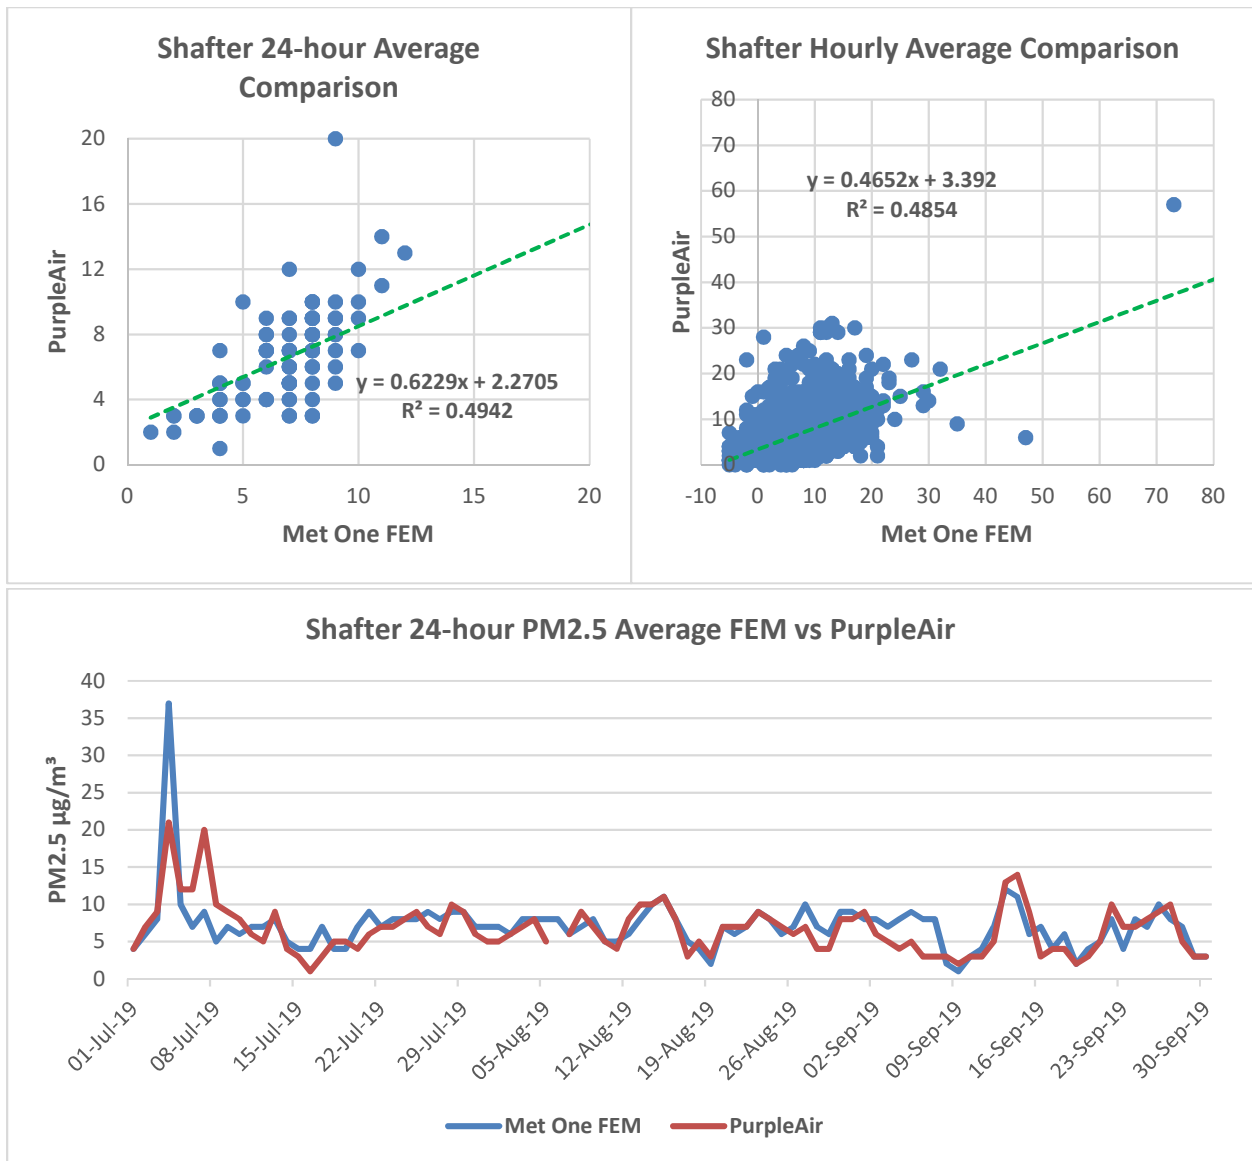 Shafter 24-hour Average
Comparison
20
16
12
8
4
0
PurpleAir
y = 0.6229x + 2.2705
R² = 0.4942
0 5 10 15 20
Met One FEM
Shafter Hourly Average Comparison
80
70
60
50
40
30
20
10
0
PurpleAir
y = 0.4652x + 3.392
R² = 0.4854
-10 0 10 20 30 40 50 60 70 80
Met One FEM
Shafter 24-hour PM2.5 Average FEM vs PurpleAir
40
35
30
25
20
15
10
5
0
PM2.5 µg/m³
01-Jul-19
08-Jul-19
15-Jul-19
22-Jul-19
29-Jul-19
05-Aug-19
12-Aug-19
19-Aug-19
26-Aug-19
02-Sep-19
09-Sep-19
16-Sep-19
23-Sep-19
30-Sep-19
Met One FEM PurpleAir